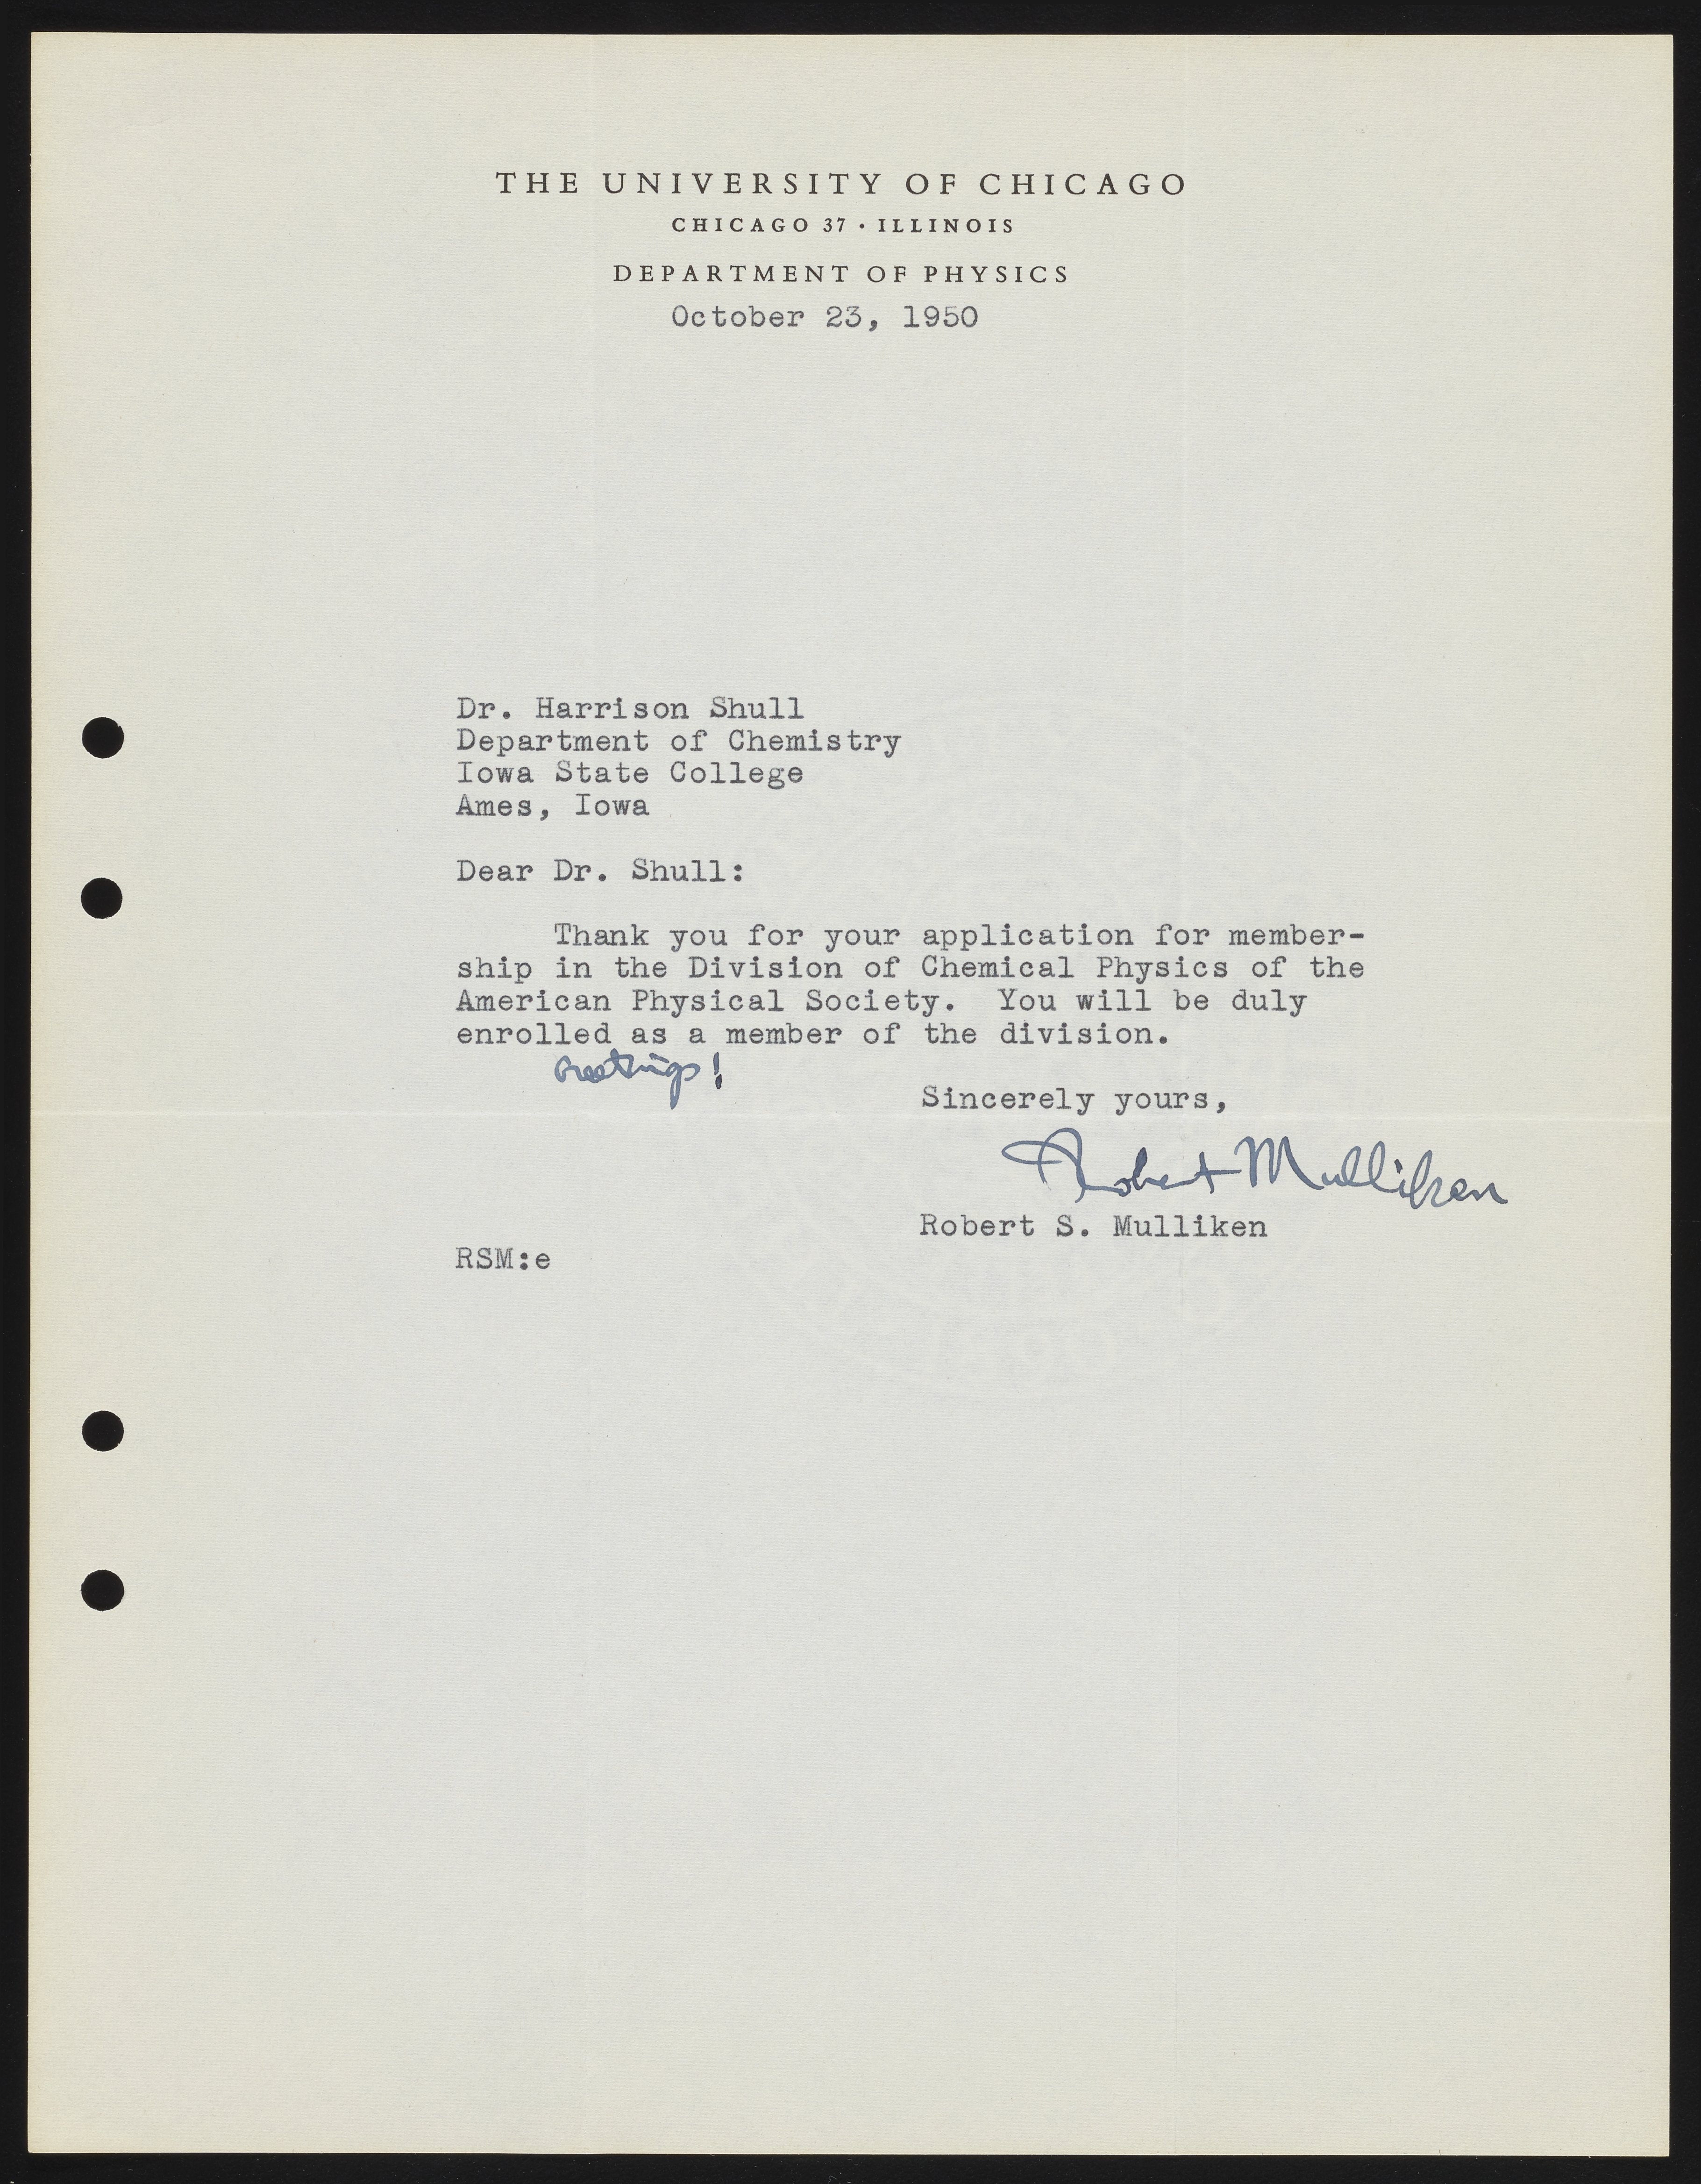 THE UNIVERSITY OF CHICAGO
CHICAGO 37 · ILLINOIS
DEPARTMENT OF PHYSICS
October 23, 1950
Dr. Harrison Shull
Department of Chemistry
Iowa State College
Ames, Iowa
Dear Dr. Shull:
Thank you for your application for member-
ship in the Division of Chemical Physics of the
American Physical Society. You will be duly
enrolled as a member of the division.
Greetings!
Sincerely yours,
Robert Mulliken
Robert S. Mulliken
RSM:e